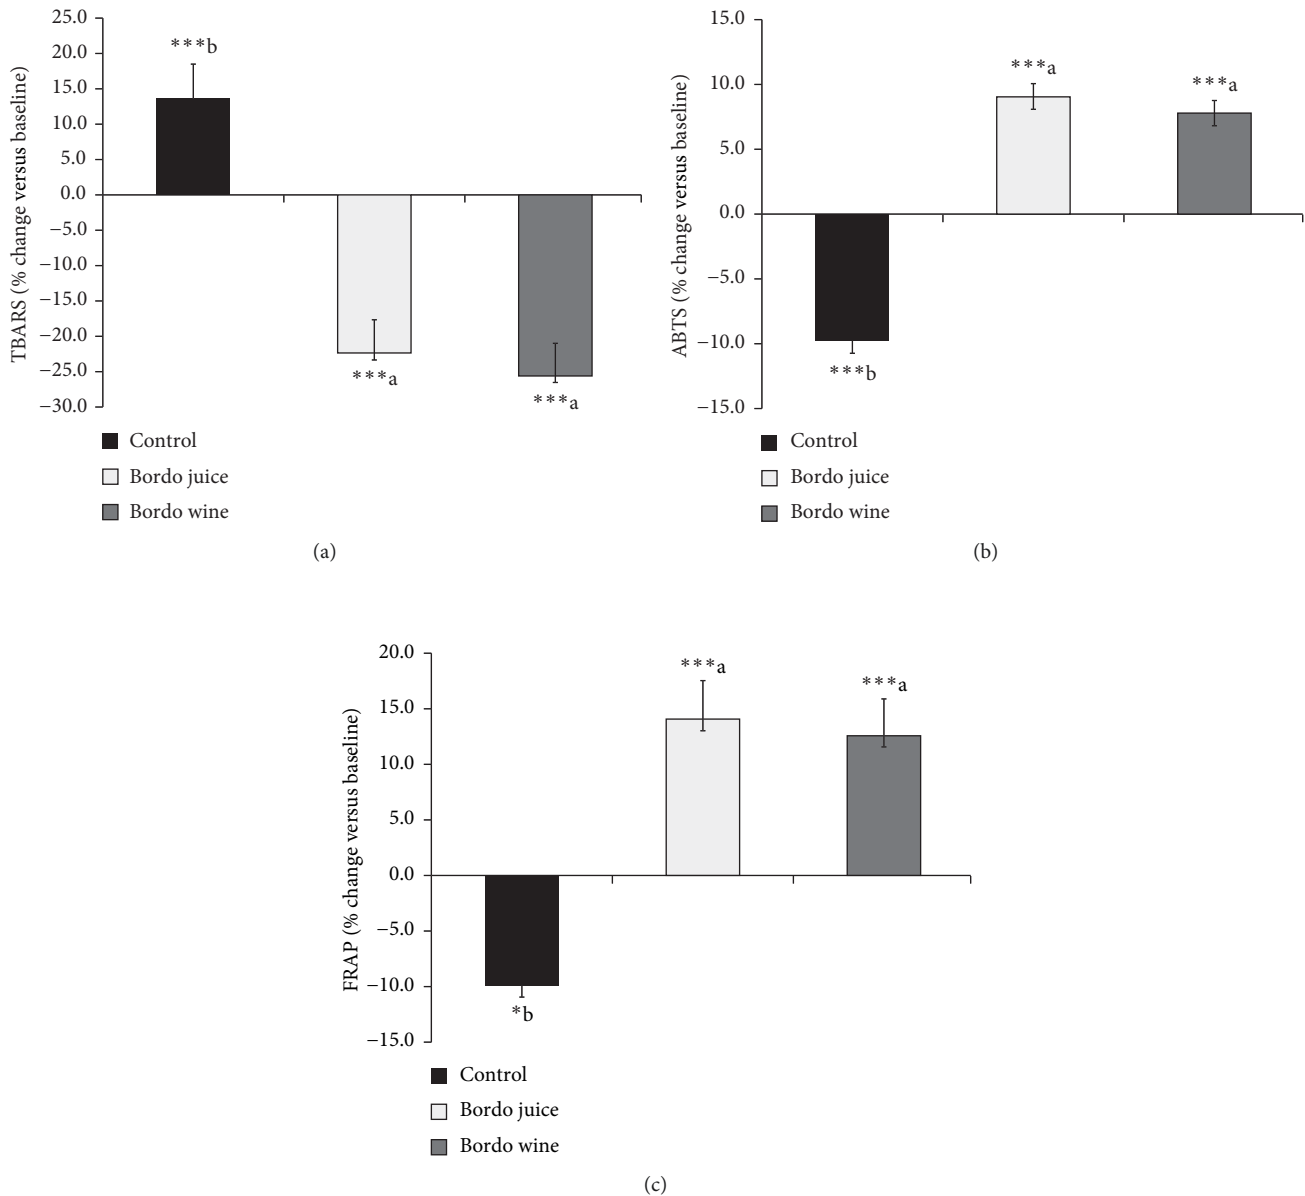 TBARS (% change versus baseline)
25.0
20.0
15.0
10.0
5.0
0.0
−5.0
−10.0
−15.0
−20.0
−25.0
−30.0
***b
***a
***a
Control
Bordo juice
Bordo wine
(a)
ABTS (% change versus baseline)
15.0
10.0
5.0
0.0
−5.0
−10.0
−15.0
***b
***a
***a
Control
Bordo juice
Bordo wine
(b)
FRAP (% change versus baseline)
20.0
15.0
10.0
5.0
0.0
−5.0
−10.0
−15.0
*b
***a
***a
Control
Bordo juice
Bordo wine
(c)